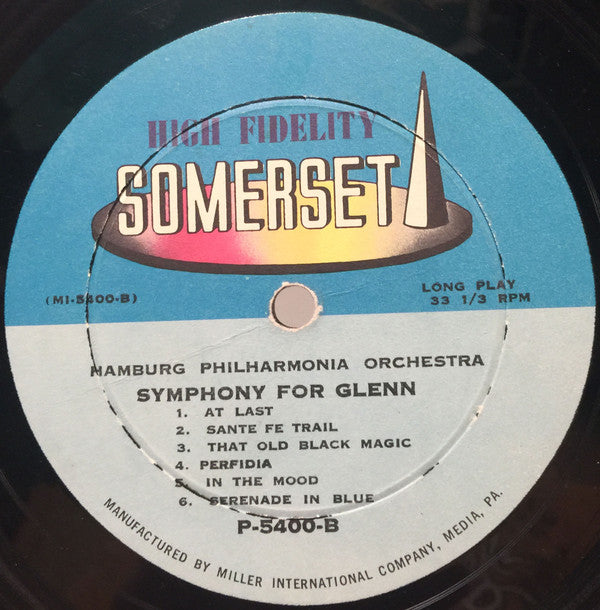 HIGH FIDELITY
SOMERSET
(MI-5400-B)
LONG PLAY
33 1/3 RPM
HAMBURG PHILHARMONIA ORCHESTRA
SYMPHONY FOR GLENN
1. AT LAST
2. SANTE FE TRAIL
3. THAT OLD BLACK MAGIC
4. PERFIDIA
5. IN THE MOOD
6. SERENADE IN BLUE
P-5400-B
MANUFACTURED BY MILLER INTERNATIONAL COMPANY, MEDIA, PA.